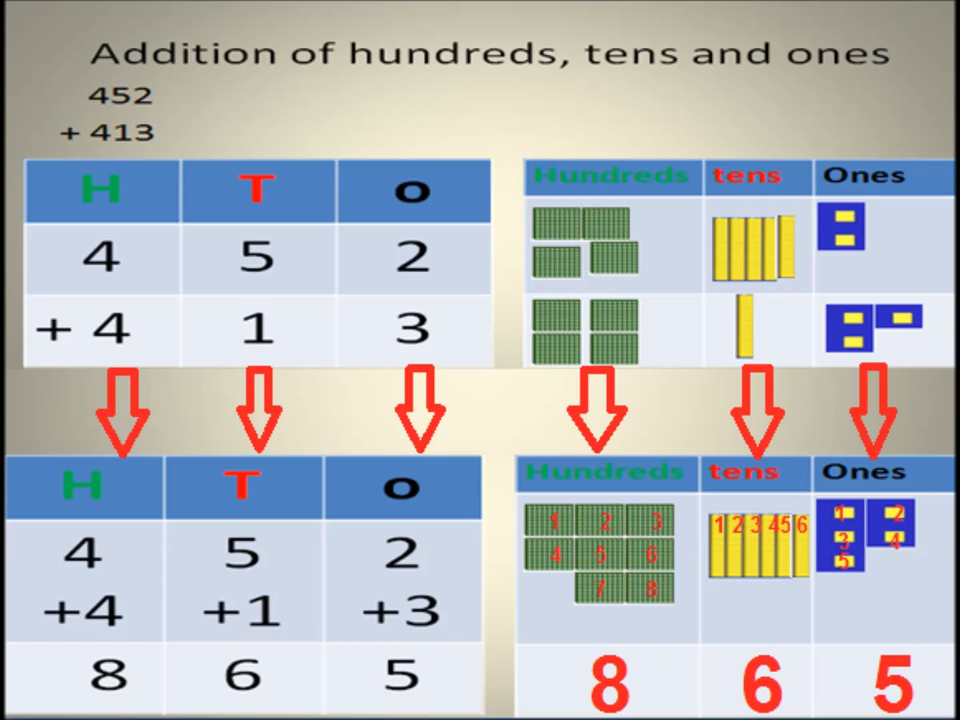 Addition of hundreds, tens and ones
452
+ 413
H T o
4 5 2
+ 4 1 3
Hundreds tens Ones
H T o
4 5 2
+4 +1 +3
8 6 5
Hundreds tens Ones
1 2 3 1 2 3 4 5 6 1 2
4 5 6 3 4
7 8 5
8 6 5